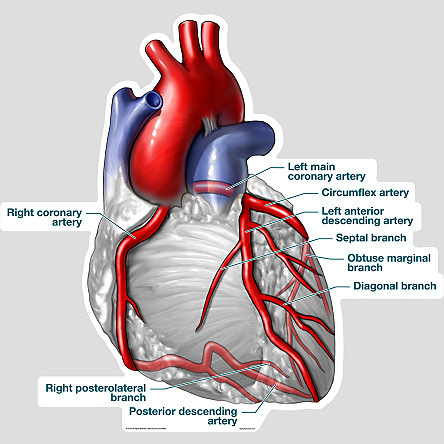 Left main
coronary artery
Circumflex artery
Left anterior
descending artery
Right coronary
artery
Septal branch
Obtuse marginal
branch
Diagonal branch
Right posterolateral
branch
Posterior descending
artery